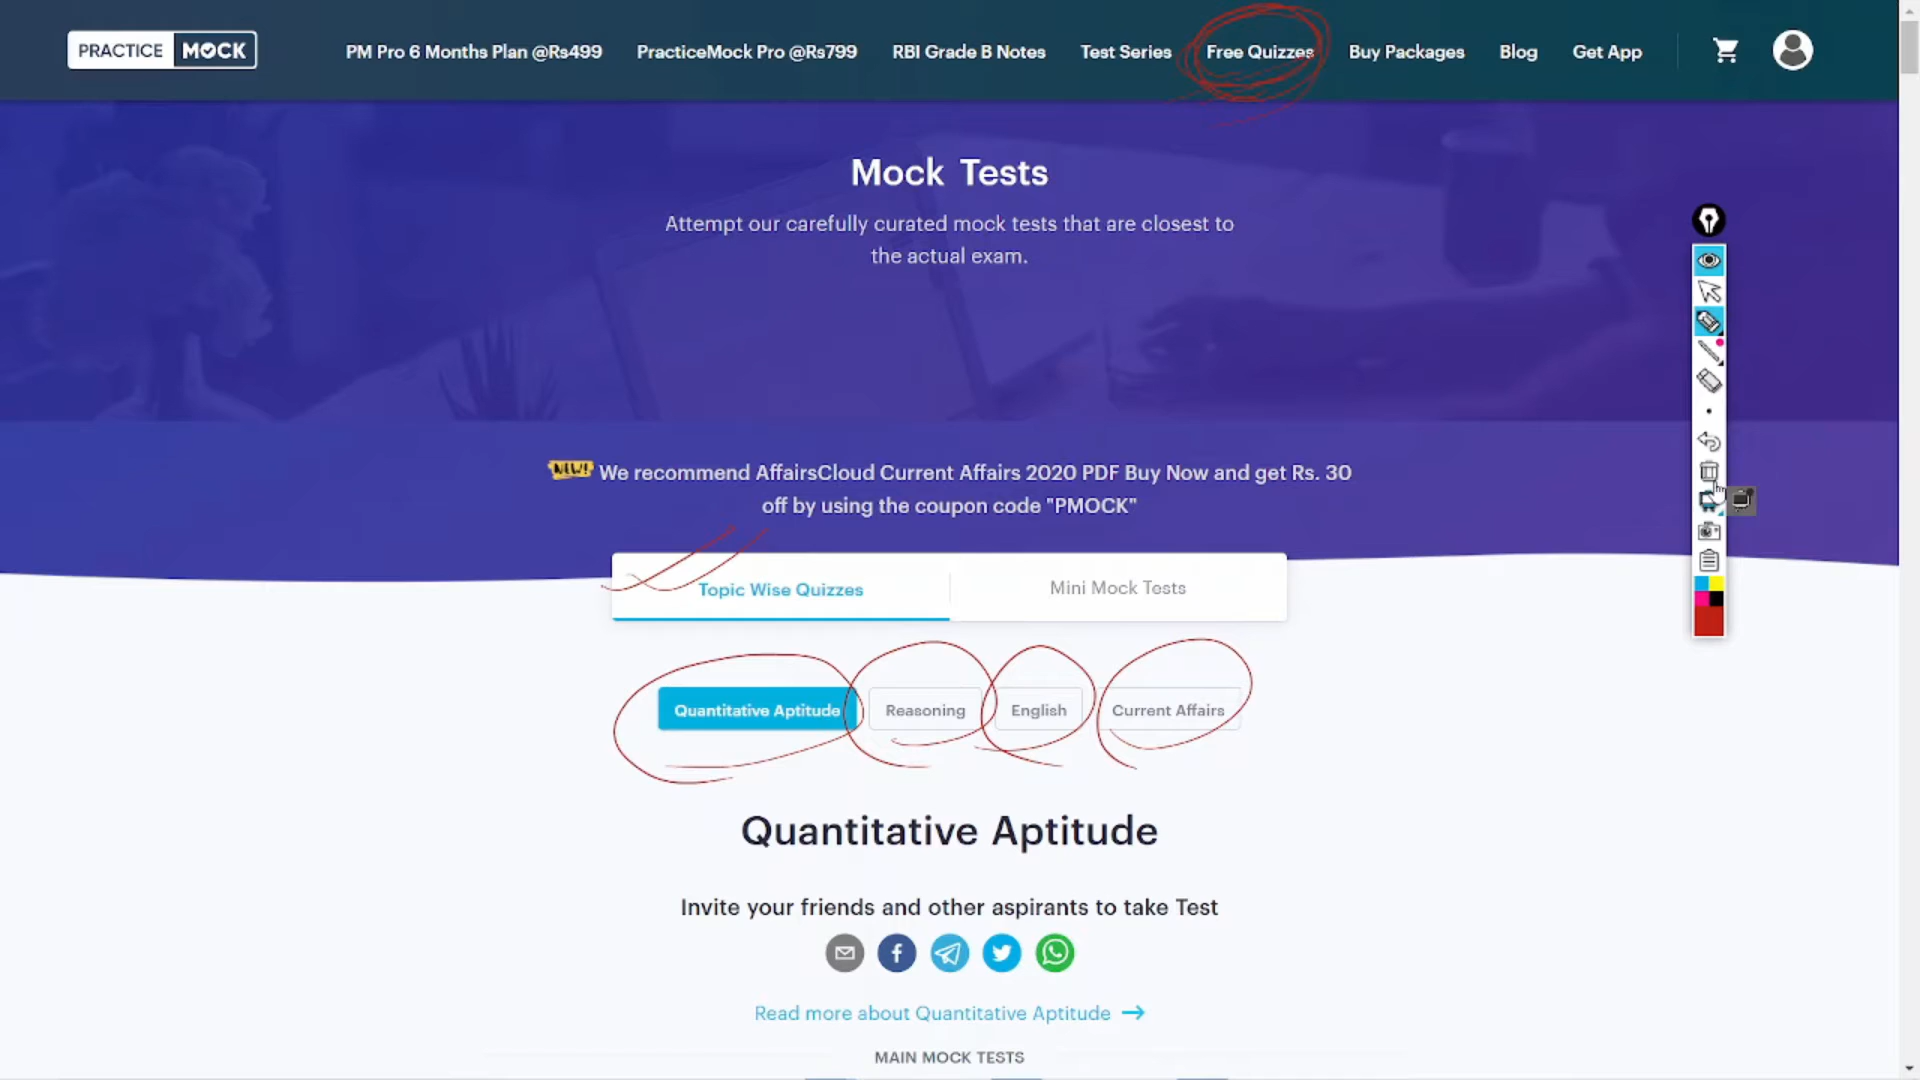 PRACTICE MOCK
PM Pro 6 Months Plan @Rs499
PracticeMock Pro @Rs799
RBI Grade B Notes
Test Series
Free Quizzes
Buy Packages
Blog
Get App
Mock Tests
Attempt our carefully curated mock tests that are closest to
the actual exam.
NEW! We recommend AffairsCloud Current Affairs 2020 PDF Buy Now and get Rs. 30
off by using the coupon code "PMOCK"
Topic Wise Quizzes
Mini Mock Tests
Quantitative Aptitude
Reasoning
English
Current Affairs
Quantitative Aptitude
Invite your friends and other aspirants to take Test
Read more about Quantitative Aptitude
MAIN MOCK TESTS